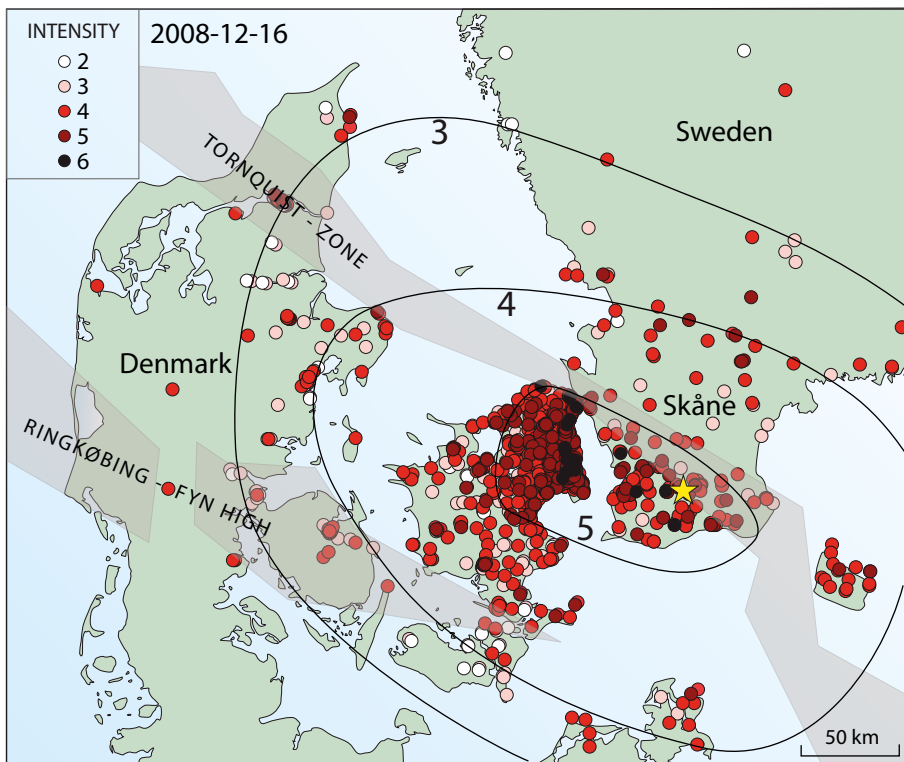 INTENSITY
2
3
4
5
6
2008-12-16
3
Sweden
TORNQUIST - ZONE
4
Denmark
Skåne
RINGKØBING - FYN HIGH
5
50 km